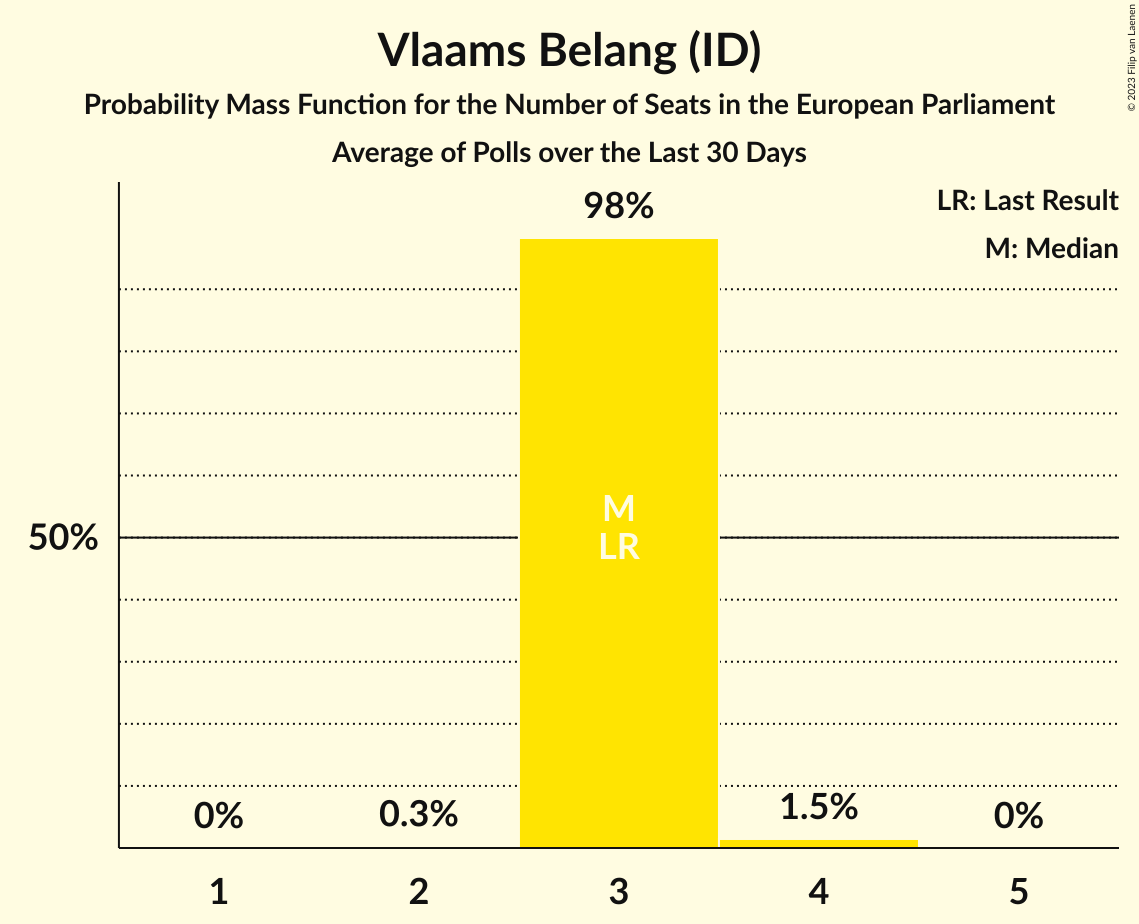 Vlaams Belang (ID)
Probability Mass Function for the Number of Seats in the European Parliament
Average of Polls over the Last 30 Days
© 2023 Filip van Laenen
LR: Last Result
M: Median
98%
M
LR
50%
0%
0.3%
1.5%
0%
1
2
3
4
5